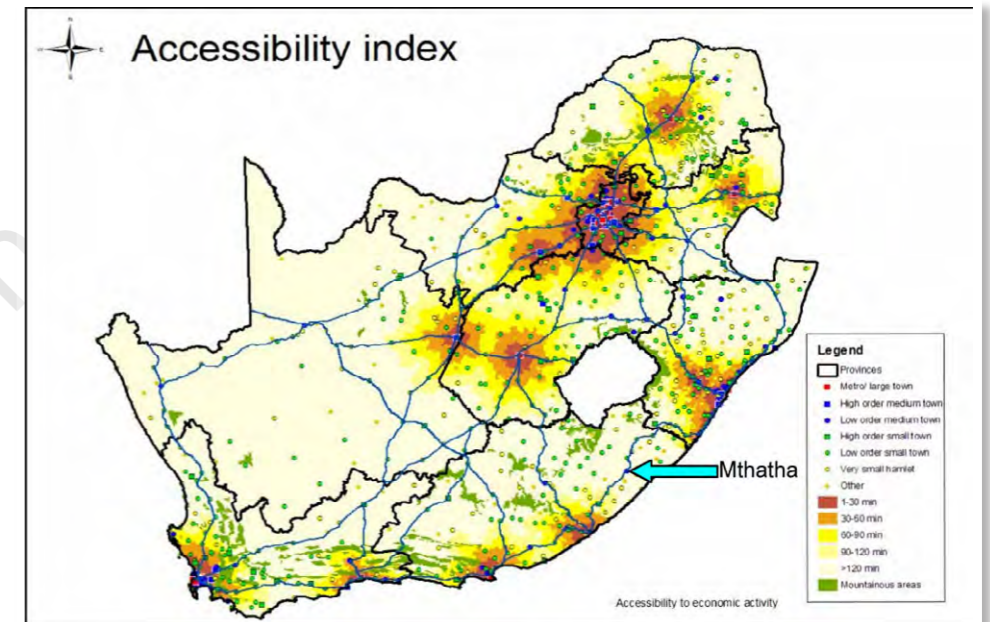 Accessibility index
Mthatha
Legend
Provinces
Metro/ large town
High order medium town
Low order medium town
High order small town
Low order small town
Very small hamlet
Other
1-30 min
30-60 min
60-90 min
90-120 min
>120 min
Mountainous areas
Accessibility to economic activity